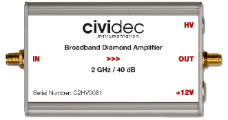 cividec
Instrumentation
HV
Broadband Diamond Amplifier
IN >>> OUT
2 GHz / 40 dB
Serial Number: C2HV0081
+12V